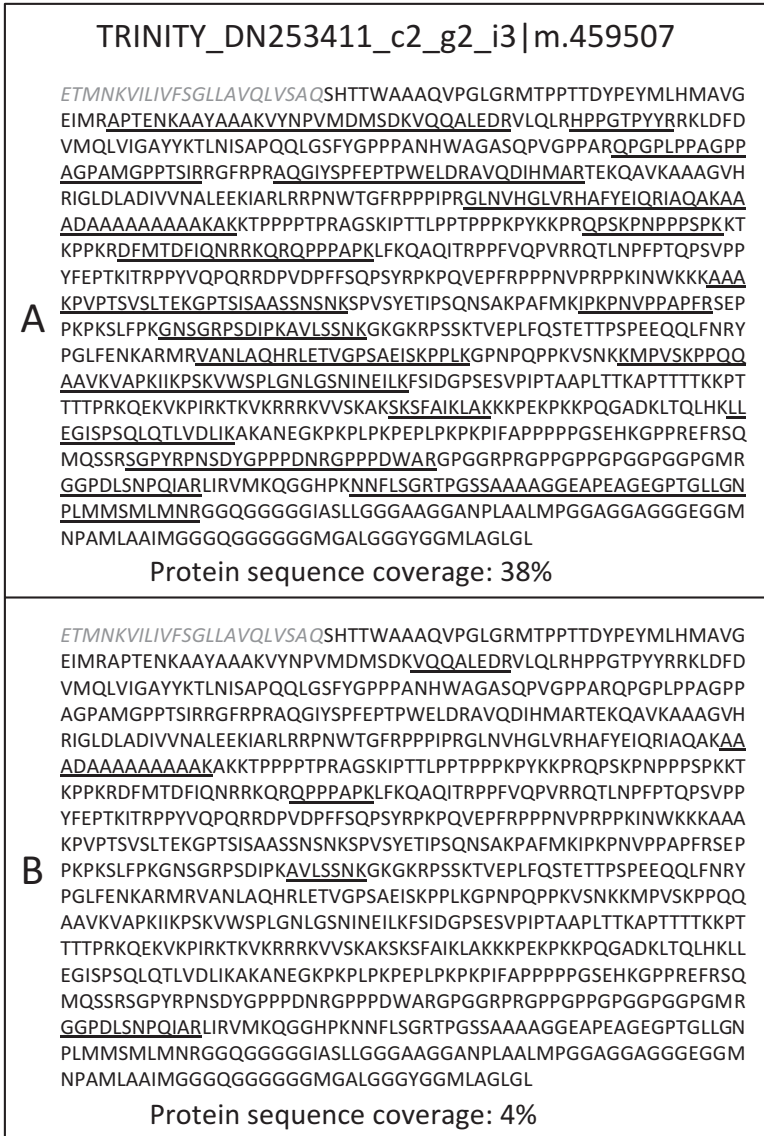 TRINITY_DN253411_c2_g2_i3|m.459507
ETMNKVILIVFSGLLAVQLVSAQSHTTWAAAQVPGLGRMTPPTTDYPEYMLHMAVG
EIMRAPTENKAAYAAAKVYNPVMDMSDKVQQALEDRVLQLRHPPGTPYYRRKLDFD
VMQLVIGAYYKTLNISAPQQLGSFYGPPPANHWAGASQPVGPPARQPGPLPPAGPP
AGPAMGPPTSIRRGFRPRAQGIYSPFEPTPWELDRAVQDIHMARTEKQAVKAAAGVH
RIGLDLADIVVNALEEKIARLRRPNWTGFRPPPIPRGLNVHGLVRHAFYEIQRIAQAKAA
ADAAAAAAAAAKAKKTPPPPTPRAGSKIPTTLPPTPPPKPYKKPRQPSKPNPPPSPKKT
KPPKRDFMTDFIQNRRKQRQPPPAPKLFKQAQITRPPFVQPVRRQTLNPFPTQPSVPP
YFEPTKITRPPYVQPQRRDPVDPFFSQPSYRPKPQVEPFRPPPNVPRPPKINWKKKAAA
KPVPTSVSLTEKGPTSISAASSNSNKSPVSYETIPSQNSAKPAFMKIPKPNVPPAPFRSEP
PKPKSLFPKGNSGRPSDIPKAVLSSNKGKGKRPSSKTVEPLFQSTETTPSPEEQQLFNRY
PGLFENKARMRVANLAQHRLETVGPSAEISKPPLKGPNPQPPKVSNKKMPVSKPPQQ
AAVKVAPKIIKPSKVWSPLGNLGSNINEILKFSIDGPSESVPIPTAAPLTTKAPTTTTKKPT
TTTPRKQEKVKPIRKTKVKRRRKVVSKAKSKSFAIKLAKKKPEKPKKPQGADKLTQLHKLL
EGISPSQLQTLVDLIKAKANEGKPKPLPKPEPLPKPKPIFAPPPPPGSEHKGPPREFRSQ
MQSSRSGPYRPNSDYGPPPDNRGPPPDWARGPGGRPRGPPGPPGPGGPGGPGMR
GGPDLSNPQIARLIRVMKQGGHPKNNFLSGRTPGSSAAAAGGEAPEAGEGPTGLLGN
PLMMSMLMNRGGQGGGGGIASLLGGGAAGGANPLAALMPGGAGGAGGGEGGM
NPAMLAAIMGGGQGGGGGGMGALGGGYGGMLAGLGL
A
Protein sequence coverage: 38%
ETMNKVILIVFSGLLAVQLVSAQSHTTWAAAQVPGLGRMTPPTTDYPEYMLHMAVG
EIMRAPTENKAAYAAAKVYNPVMDMSDKVQQALEDRVLQLRHPPGTPYYRRKLDFD
VMQLVIGAYYKTLNISAPQQLGSFYGPPPANHWAGASQPVGPPARQPGPLPPAGPP
AGPAMGPPTSIRRGFRPRAQGIYSPFEPTPWELDRAVQDIHMARTEKQAVKAAAGVH
RIGLDLADIVVNALEEKIARLRRPNWTGFRPPPIPRGLNVHGLVRHAFYEIQRIAQAKAA
ADAAAAAAAAAKAKKTPPPPTPRAGSKIPTTLPPTPPPKPYKKPRQPSKPNPPPSPKKT
KPPKRDFMTDFIQNRRKQRQPPPAPKLFKQAQITRPPFVQPVRRQTLNPFPTQPSVPP
YFEPTKITRPPYVQPQRRDPVDPFFSQPSYRPKPQVEPFRPPPNVPRPPKINWKKKAAA
KPVPTSVSLTEKGPTSISAASSNSNKSPVSYETIPSQNSAKPAFMKIPKPNVPPAPFRSEP
PKPKSLFPKGNSGRPSDIPKAVLSSNKGKGKRPSSKTVEPLFQSTETTPSPEEQQLFNRY
PGLFENKARMRVANLAQHRLETVGPSAEISKPPLKGPNPQPPKVSNKKMPVSKPPQQ
AAVKVAPKIIKPSKVWSPLGNLGSNINEILKFSIDGPSESVPIPTAAPLTTKAPTTTTKKPT
TTTPRKQEKVKPIRKTKVKRRRKVVSKAKSKSFAIKLAKKKPEKPKKPQGADKLTQLHKLL
EGISPSQLQTLVDLIKAKANEGKPKPLPKPEPLPKPKPIFAPPPPPGSEHKGPPREFRSQ
MQSSRSGPYRPNSDYGPPPDNRGPPPDWARGPGGRPRGPPGPPGPGGPGGPGMR
GGPDLSNPQIARLIRVMKQGGHPKNNFLSGRTPGSSAAAAGGEAPEAGEGPTGLLGN
PLMMSMLMNRGGQGGGGGIASLLGGGAAGGANPLAALMPGGAGGAGGGEGGM
NPAMLAAIMGGGQGGGGGGMGALGGGYGGMLAGLGL
B
Protein sequence coverage: 4%